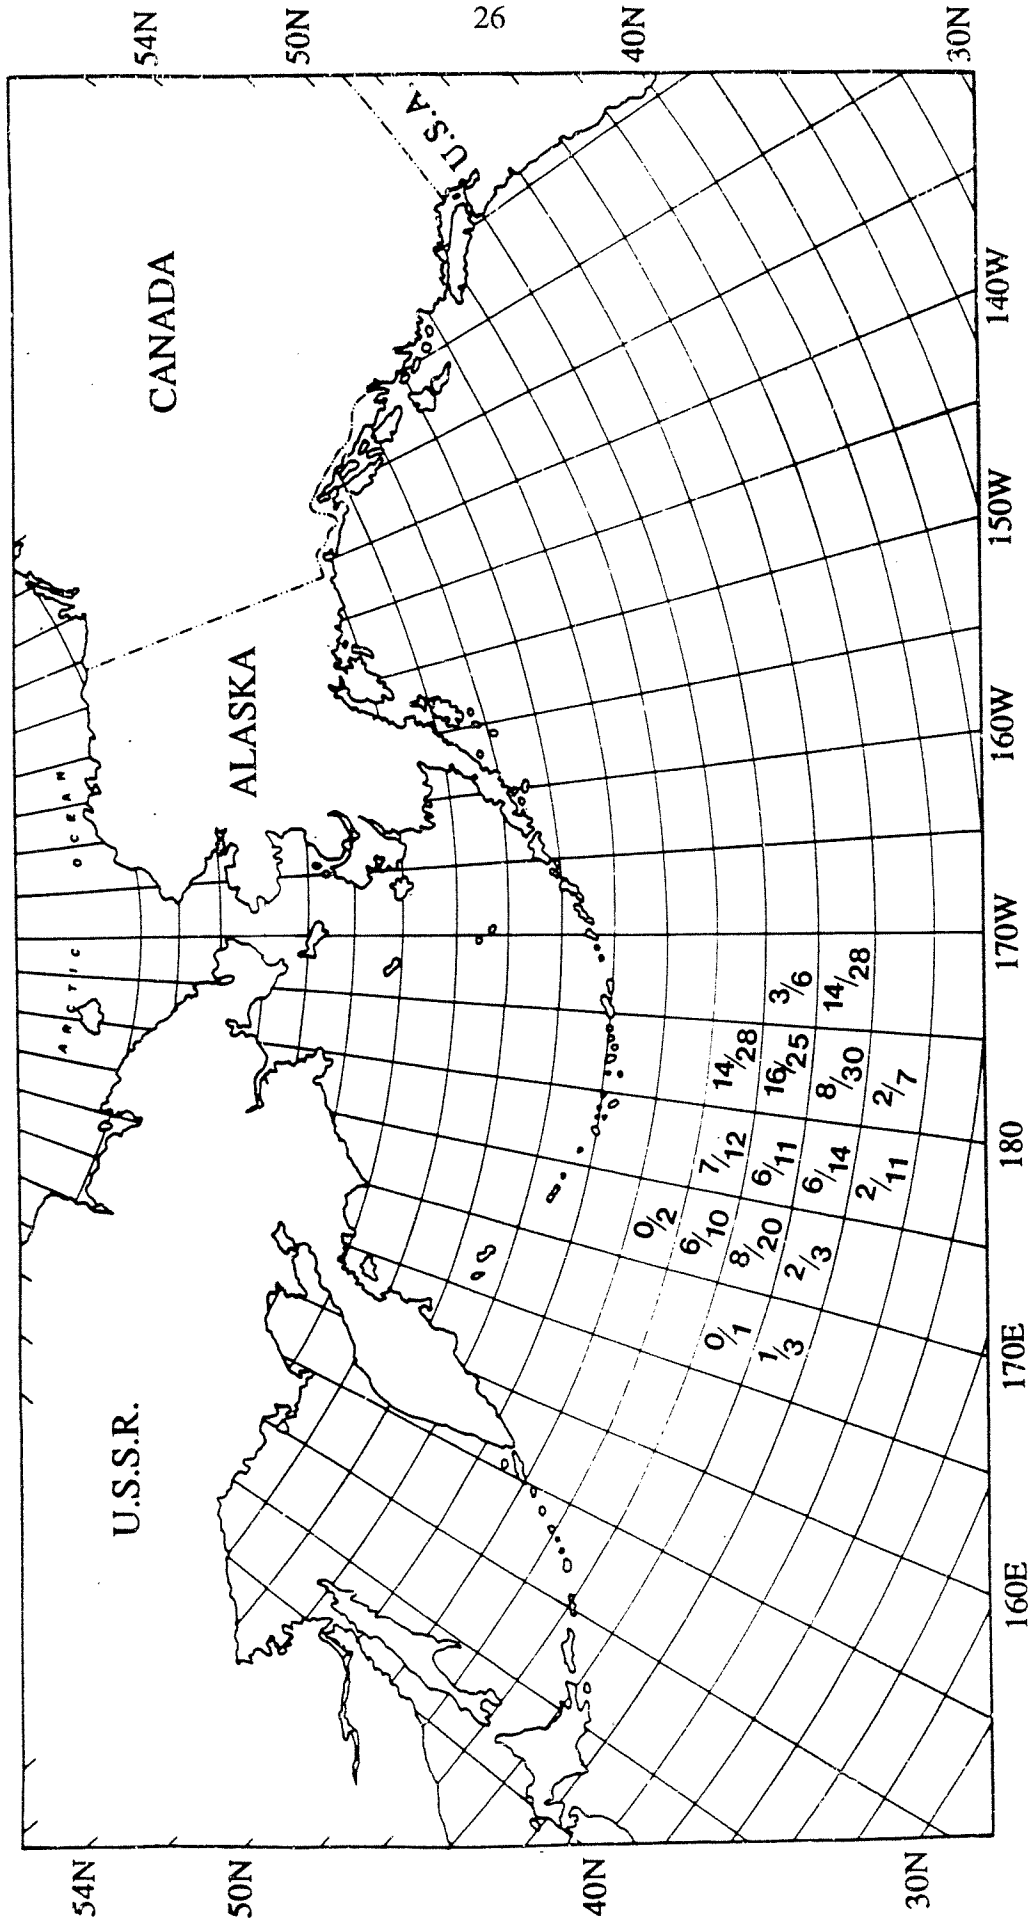 54N
50N
26
40N
30N
CANADA
U.S.A
ALASKA
ARCTIC OCEAN
U.S.S.R.
3/6
14/28
14/28
16/25
8/30
2/7
7/12
6/11
6/14
2/11
0/2
6/10
8/20
2/3
0/1
1/3
54N
50N
40N
30N
160E
170E
180
170W
160W
150W
140W